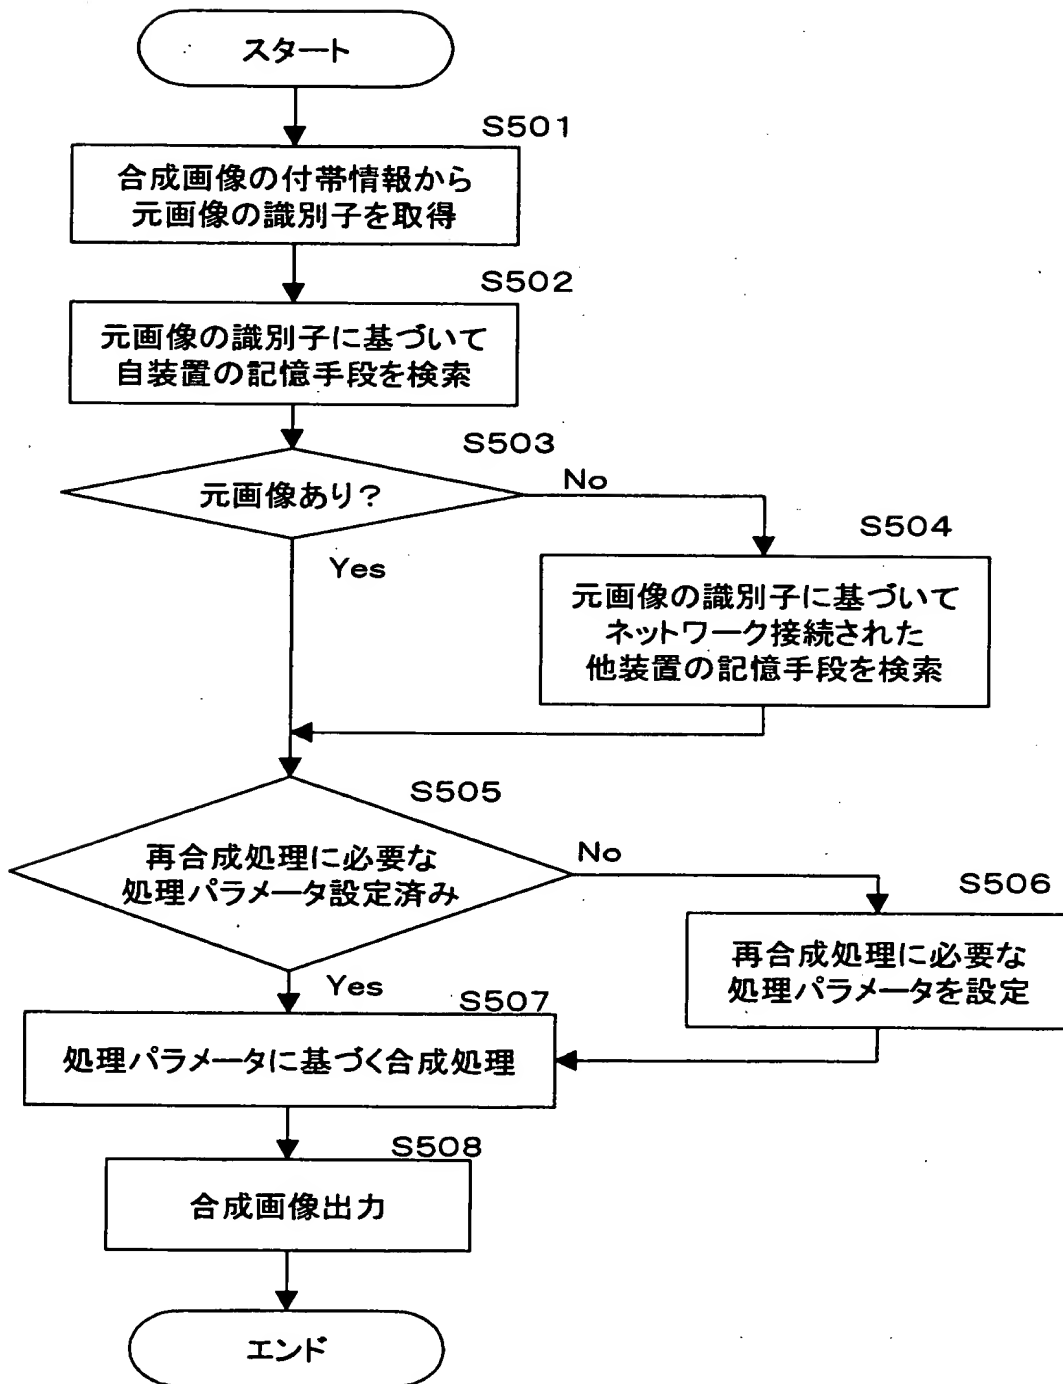 スタート
S501
合成画像の付帯情報から
元画像の識別子を取得
S502
元画像の識別子に基づいて
自装置の記憶手段を検索
S503
元画像あり？
No
Yes
S504
元画像の識別子に基づいて
ネットワーク接続された
他装置の記憶手段を検索
S505
再合成処理に必要な
処理パラメータ設定済み
No
Yes
S506
再合成処理に必要な
処理パラメータを設定
S507
処理パラメータに基づく合成処理
S508
合成画像出力
エンド